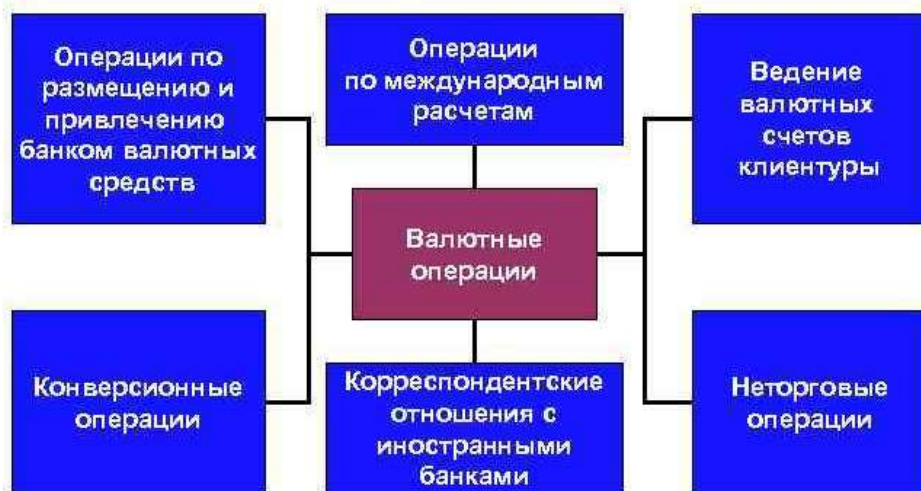 Операции по
размещению и
привлечению
банком валютных
средств
Операции
по международным
расчетам
Ведение
валютных
счетов
клиентуры
Валютные
операции
Конверсионные
операции
Корреспондентские
отношения с
иностранными
банками
Неторговые
операции